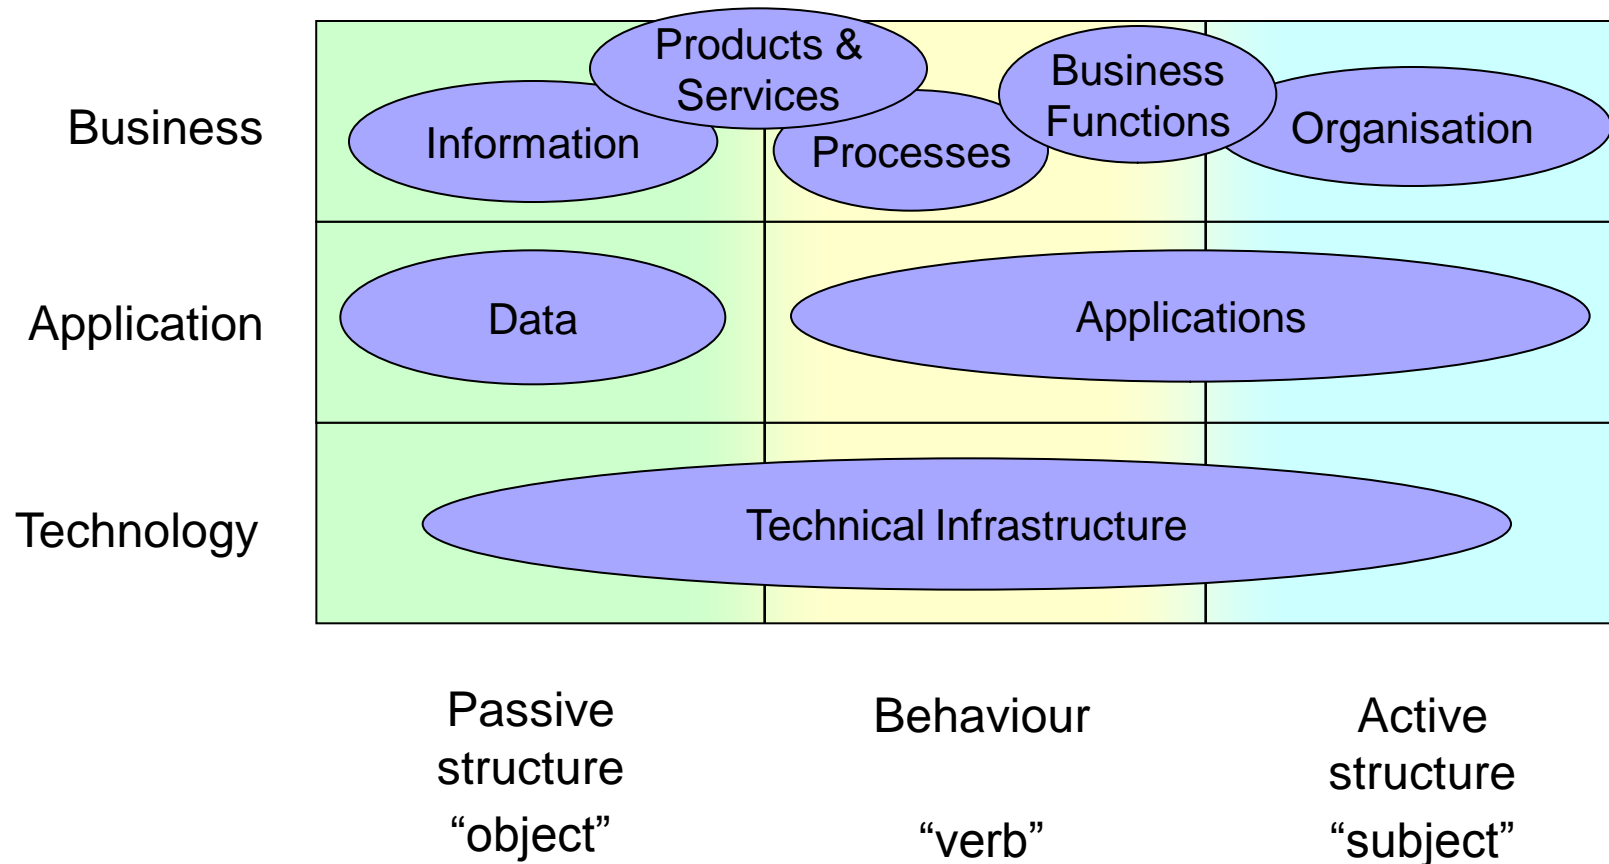 Products &
Services
Business
Functions
Business
Information
Processes
Organisation
Application
Data
Applications
Technology
Technical Infrastructure
Passive
structure
“object”
Behaviour
“verb”
Active
structure
“subject”